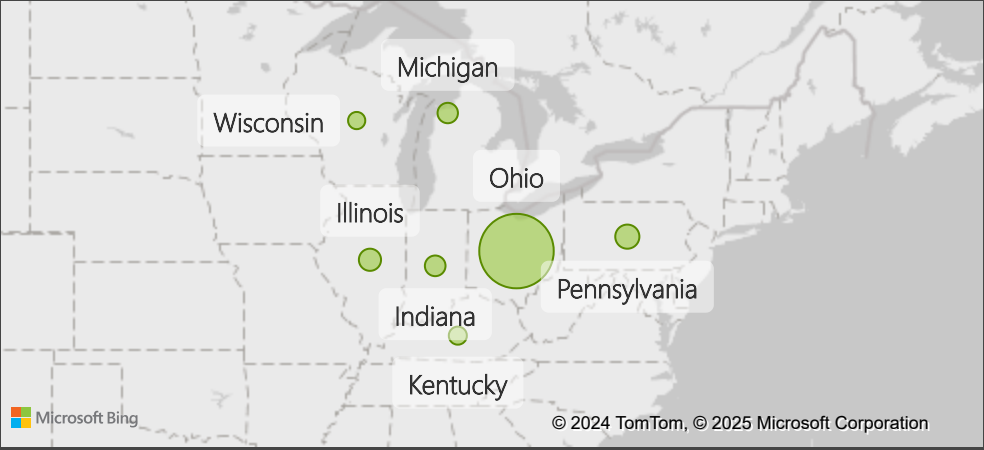 Michigan
Wisconsin
Ohio
Illinois
Pennsylvania
Indiana
Kentucky
Microsoft Bing
© 2024 TomTom, © 2025 Microsoft Corporation